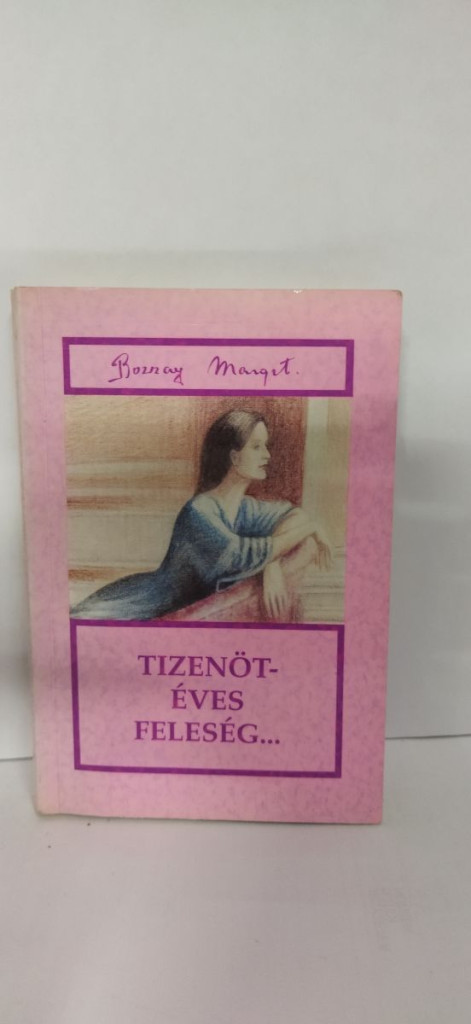 Bozzay Margit.
TIZENÖT-
ÉVES
FELESÉG...